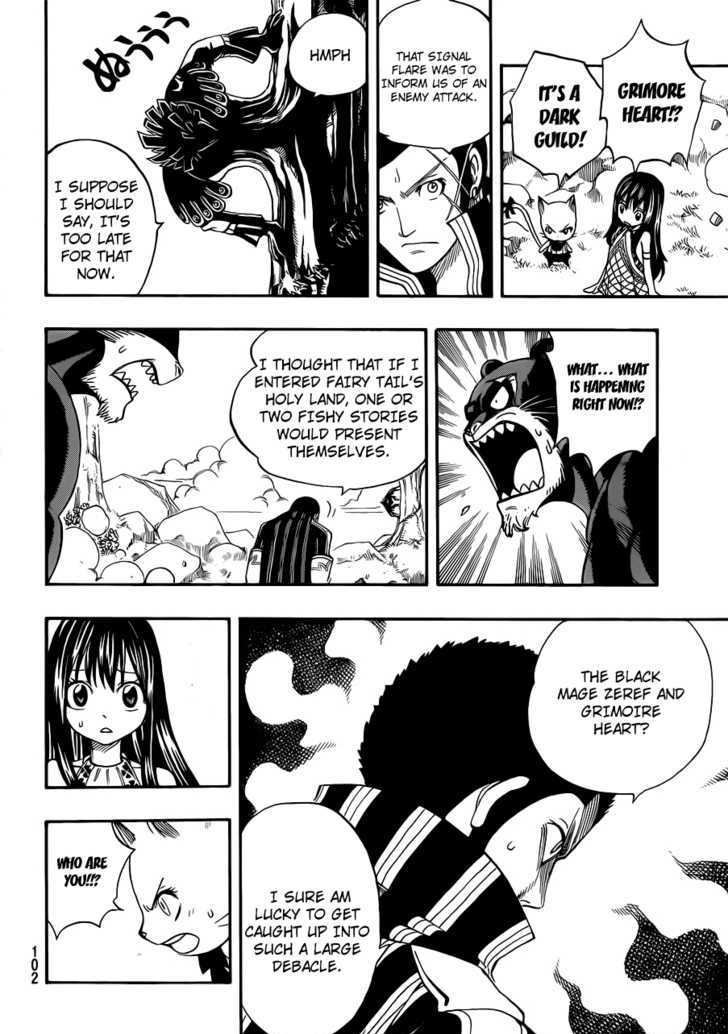 GRIMORE
HEART!?
IT'S A
DARK
GUILD!
THAT SIGNAL
FLARE WAS TO
INFORM US OF AN
ENEMY ATTACK.
HMPH
ぬぅぅぅ
I SUPPOSE
I SHOULD
SAY, IT'S
TOO LATE
FOR THAT
NOW.
WHAT... WHAT
IS HAPPENING
RIGHT NOW!?
I THOUGHT THAT IF I
ENTERED FAIRY TAIL'S
HOLY LAND, ONE OR
TWO FISHY STORIES
WOULD PRESENT
THEMSELVES.
THE BLACK
MAGE ZEREF AND
GRIMOIRE
HEART?
I SURE AM
LUCKY TO GET
CAUGHT UP INTO
SUCH A LARGE
DEBACLE.
WHO ARE
YOU!!?
102